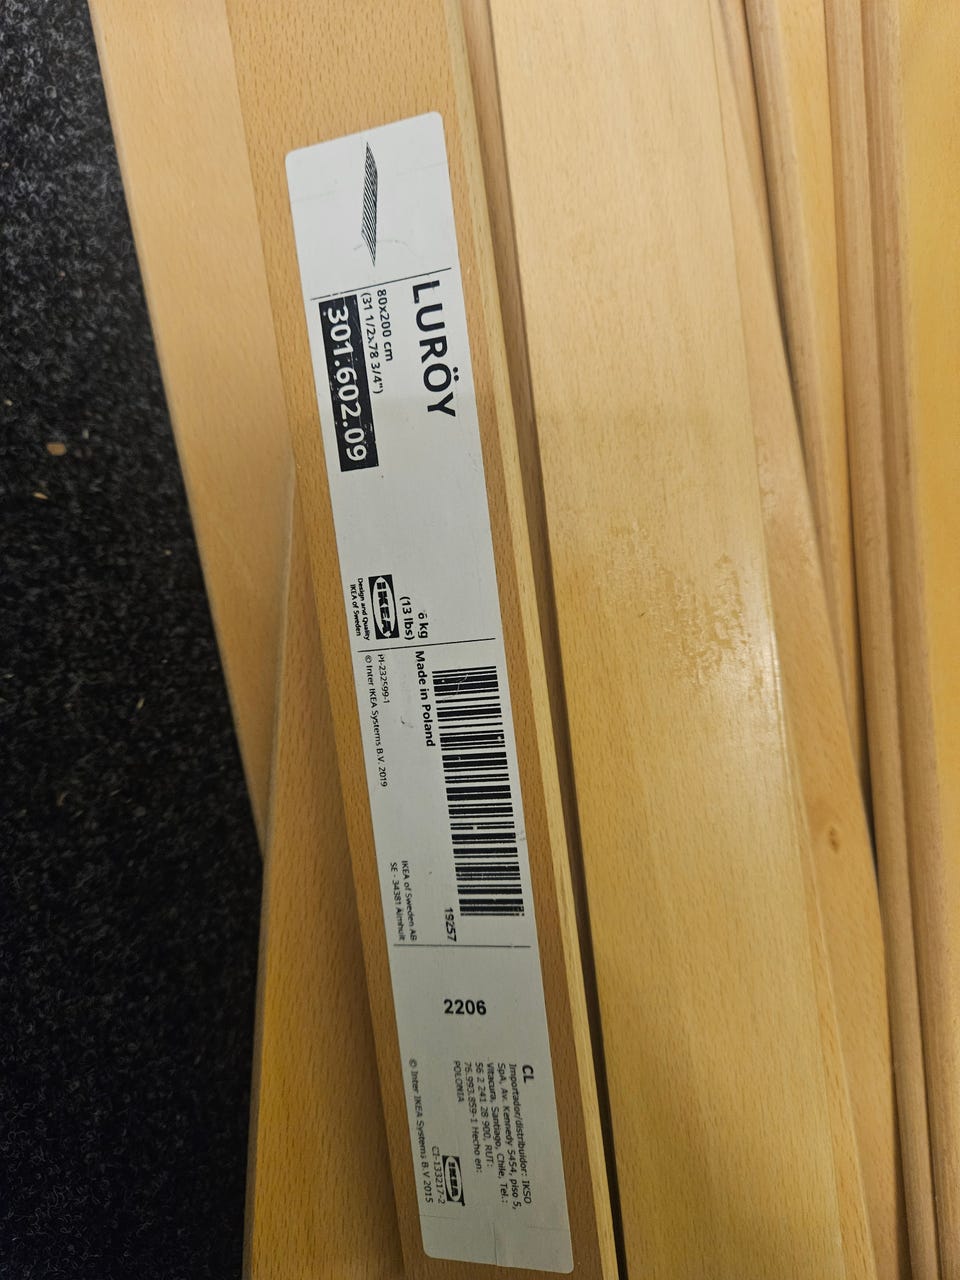 LURÖY
80x200 cm
(31 1/2x78 3/4")
301.602.09
6 kg
(13 lbs)
IKEA
Design and Quality
IKEA of Sweden
Made in Poland
PI-232599-1
© Inter IKEA Systems B.V. 2019
19257
IKEA of Sweden AB
SE - 34381 Älmhult
2206
CL
Importador/distribuidor: IKSO
SpA, Av. Kennedy 5454, piso 5,
Vitacura, Santiago, Chile, Tel.:
56 2 241 28 900, RUT:
76.993.859-1 Hecho en:
POLONIA
IKEA
CI-133217-2
© Inter IKEA Systems B.V 2015